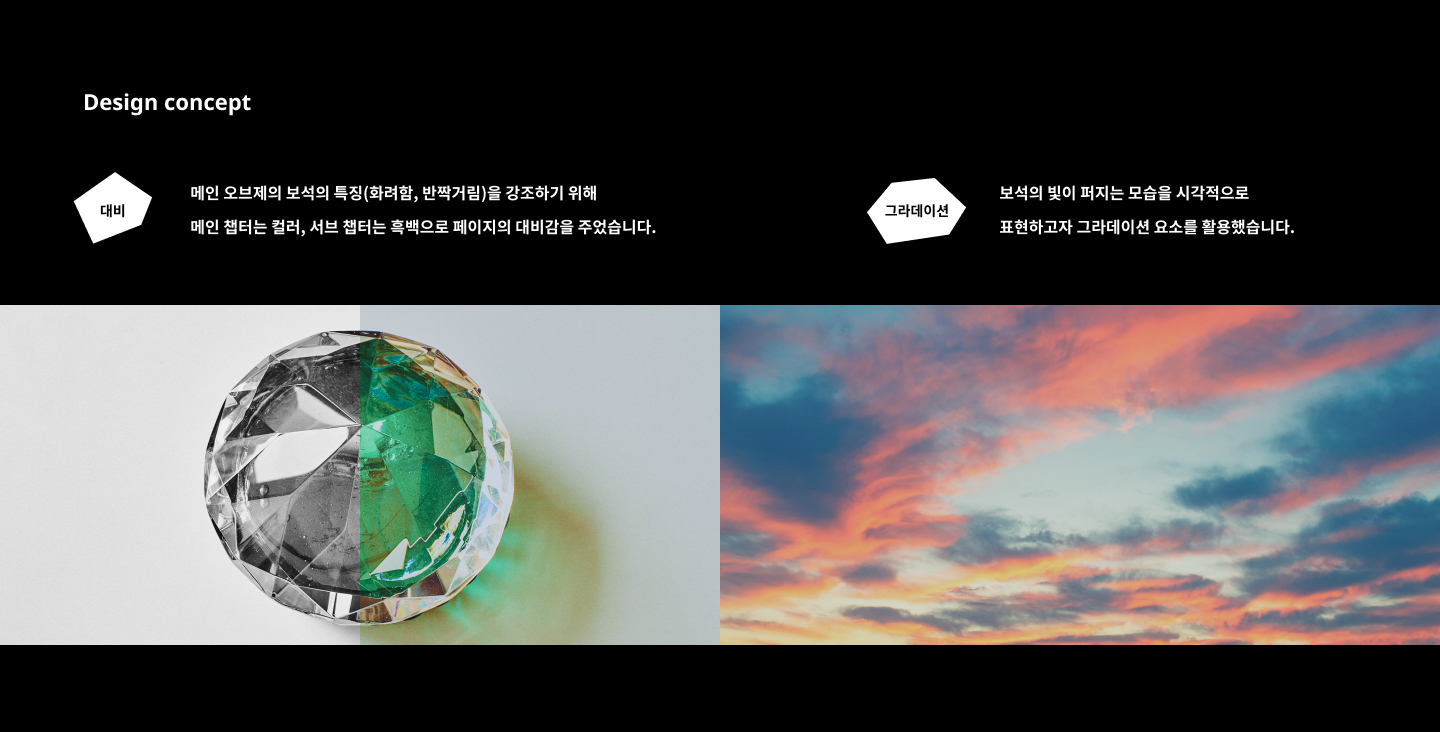 Design concept
대비
메인 오브제의 보석의 특징(화려함, 반짝거림)을 강조하기 위해
메인 챕터는 컬러, 서브 챕터는 흑백으로 페이지의 대비감을 주었습니다.
그라데이션
보석의 빛이 퍼지는 모습을 시각적으로
표현하고자 그라데이션 요소를 활용했습니다.